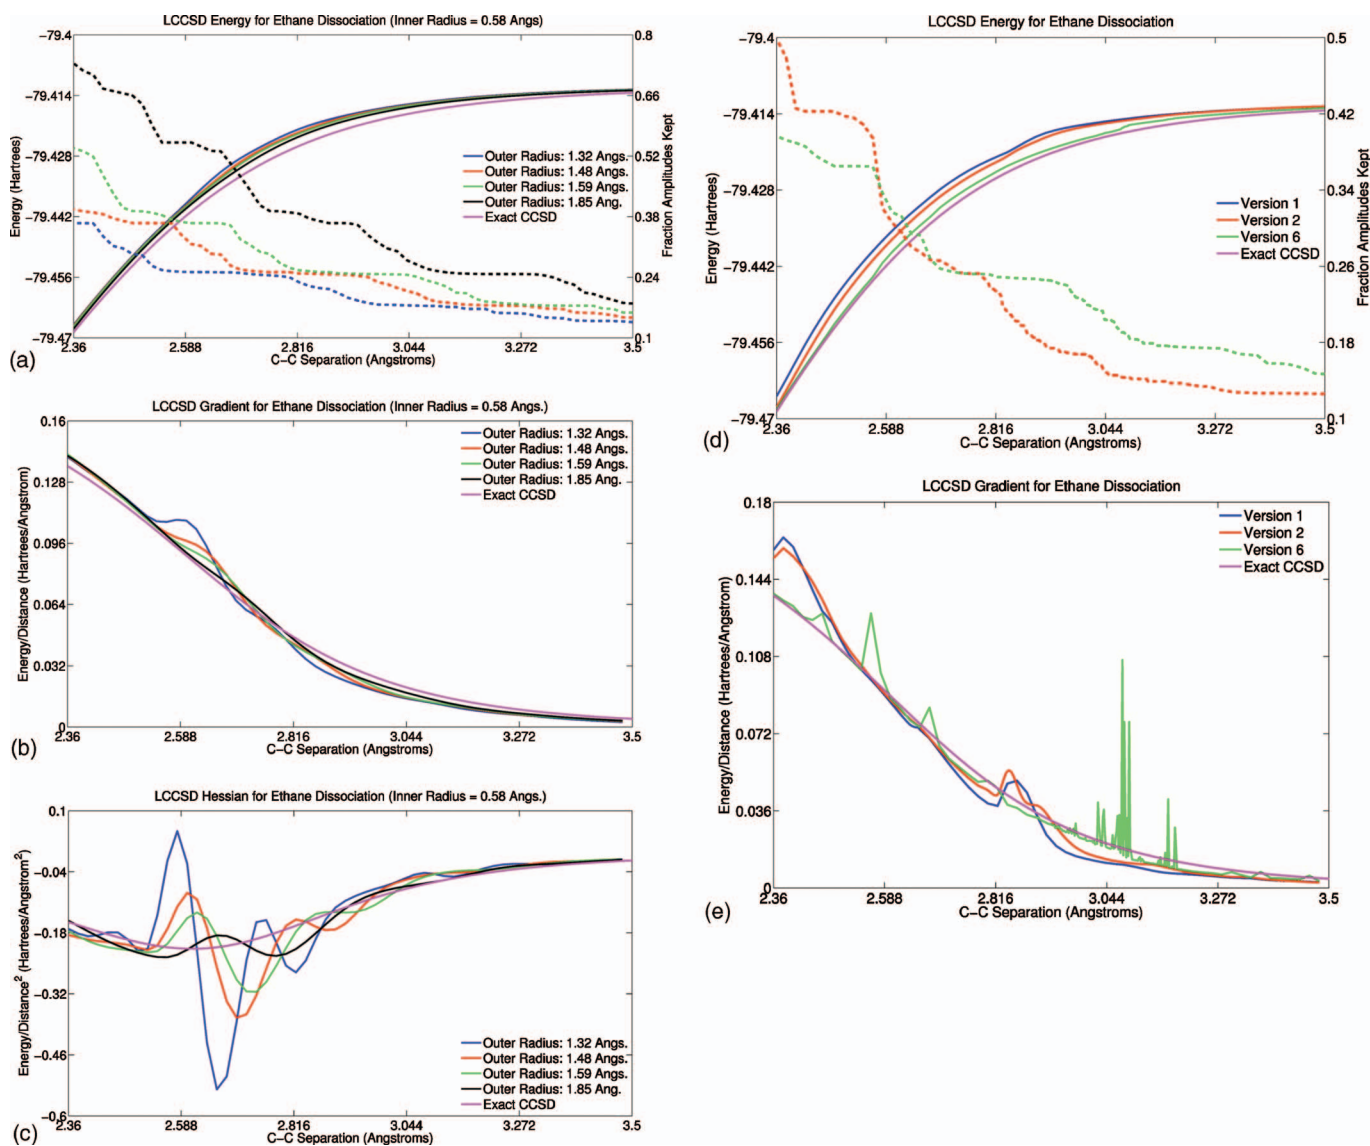 LCCSD Energy for Ethane Dissociation (Inner Radius = 0.58 Angs)
-79.4
-79.414
-79.428
-79.442
-79.456
-79.47
Energy (Hartrees)
0.8
0.66
0.52
0.38
0.24
0.1
Fraction Amplitudes Kept
Outer Radius: 1.32 Angs.
Outer Radius: 1.48 Angs.
Outer Radius: 1.59 Angs.
Outer Radius: 1.85 Ang.
Exact CCSD
2.36 2.588 2.816 3.044 3.272 3.5
C-C Separation (Angstroms)
(a)
LCCSD Gradient for Ethane Dissociation (Inner Radius = 0.58 Angs.)
0.16
0.128
0.096
0.064
0.032
0
Energy/Distance (Hartrees/Angstrom)
Outer Radius: 1.32 Angs.
Outer Radius: 1.48 Angs.
Outer Radius: 1.59 Angs.
Outer Radius: 1.85 Ang.
Exact CCSD
2.36 2.588 2.816 3.044 3.272 3.5
C-C Separation (Angstroms)
(b)
LCCSD Hessian for Ethane Dissociation (Inner Radius = 0.58 Angs.)
0.1
-0.04
-0.18
-0.32
-0.46
-0.6
Energy/Distance² (Hartrees/Angstrom²)
Outer Radius: 1.32 Angs.
Outer Radius: 1.48 Angs.
Outer Radius: 1.59 Angs.
Outer Radius: 1.85 Ang.
Exact CCSD
2.36 2.588 2.816 3.044 3.272 3.5
C-C Separation (Angstroms)
(c)
LCCSD Energy for Ethane Dissociation
-79.4
-79.414
-79.428
-79.442
-79.456
-79.47
Energy (Hartrees)
0.5
0.42
0.34
0.26
0.18
0.1
Fraction Amplitudes Kept
Version 1
Version 2
Version 6
Exact CCSD
2.36 2.588 2.816 3.044 3.272 3.5
C-C Separation (Angstroms)
(d)
LCCSD Gradient for Ethane Dissociation
0.18
0.144
0.108
0.072
0.036
0
Energy/Distance (Hartrees/Angstrom)
Version 1
Version 2
Version 6
Exact CCSD
2.36 2.588 2.816 3.044 3.272 3.5
C-C Separation (Angstroms)
(e)